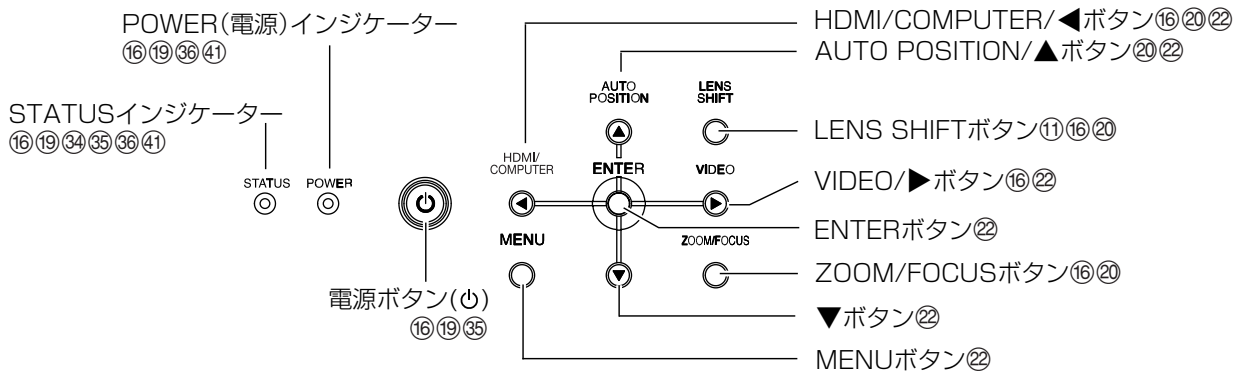 POWER(電源)インジケーター
⑯⑲㊱㊶
STATUSインジケーター
⑯⑲㉞㉟㊱㊶
STATUS
POWER
電源ボタン(⏻)
⑯⑲㉟
HDMI/
COMPUTER
AUTO
POSITION
LENS
SHIFT
ENTER
VIDEO
MENU
ZOOM/FOCUS
HDMI/COMPUTER/◀ボタン⑯⑳㉒
AUTO POSITION/▲ボタン⑳㉒
LENS SHIFTボタン⑪⑯⑳
VIDEO/▶ボタン⑯㉒
ENTERボタン㉒
ZOOM/FOCUSボタン⑯⑳
▼ボタン㉒
MENUボタン㉒